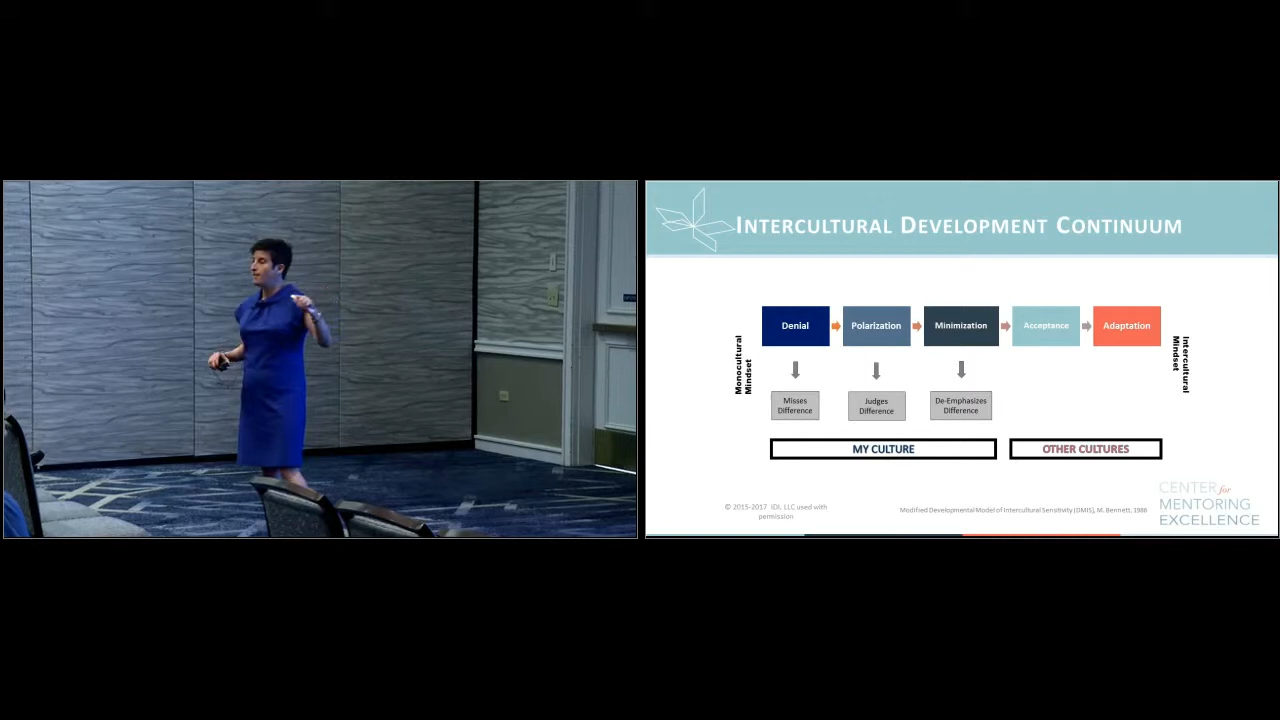 INTERCULTURAL DEVELOPMENT CONTINUUM
Monocultural
Mindset
Denial
Polarization
Minimization
Acceptance
Adaptation
Intercultural
Mindset
Misses
Difference
Judges
Difference
De-Emphasizes
Difference
MY CULTURE
OTHER CULTURES
© 2015-2017 IDI, LLC used with
permission
Modified Developmental Model of Intercultural Sensitivity (DMIS), M. Bennett, 1986
CENTER for
MENTORING
EXCELLENCE